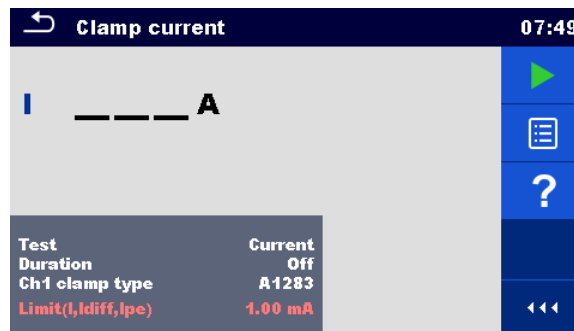 Clamp current 07:49
I ___ A
?
Test Current
Duration Off
Ch1 clamp type A1283
Limit(I,Idiff,Ipe) 1.00 mA